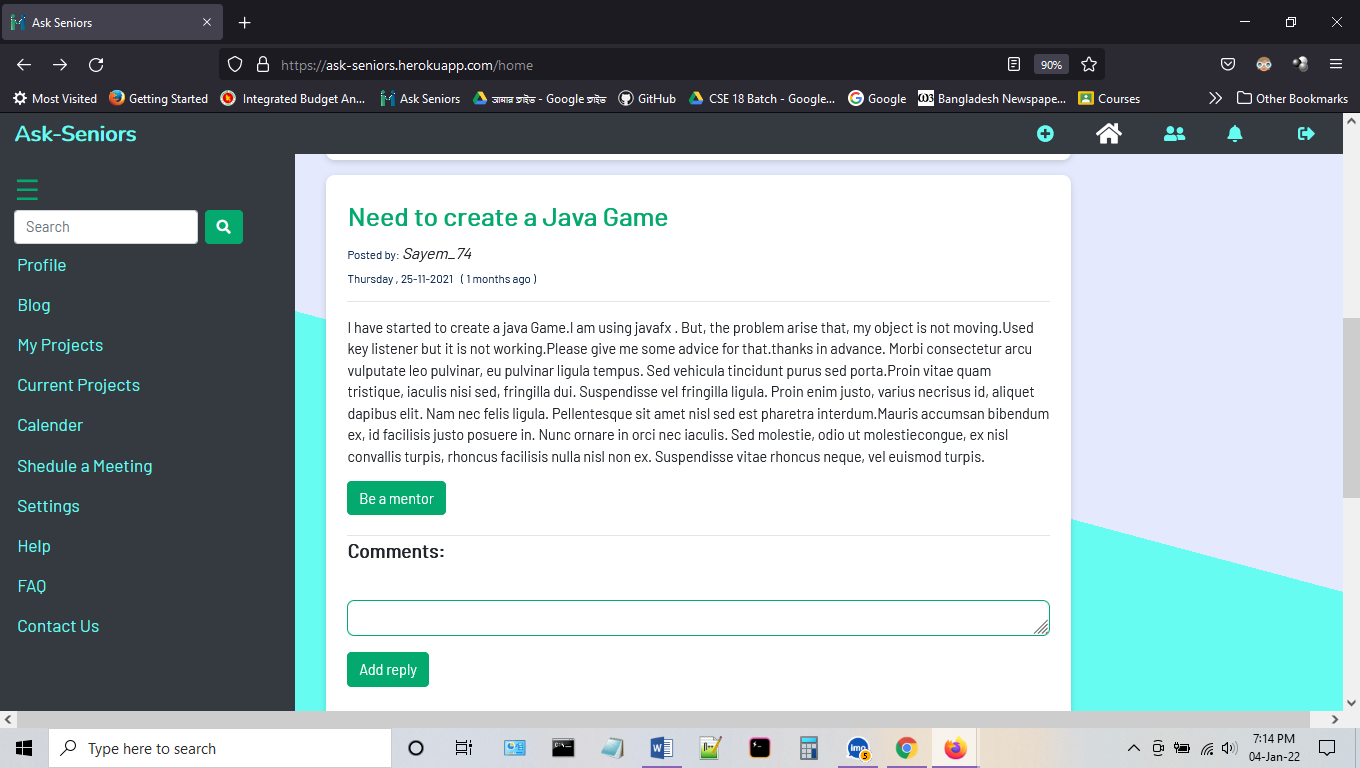 Ask Seniors
https://ask-seniors.herokuapp.com/home
90%
Most Visited
Getting Started
Integrated Budget An...
Ask Seniors
আমার ড্রাইভ - Google ড্রাইভ
GitHub
CSE 18 Batch - Google...
Google
Bangladesh Newspape...
Courses
Other Bookmarks
Ask-Seniors
Search
Profile
Blog
My Projects
Current Projects
Calender
Shedule a Meeting
Settings
Help
FAQ
Contact Us
Need to create a Java Game
Posted by: Sayem_74
Thursday , 25-11-2021 ( 1 months ago )
I have started to create a java Game.I am using javafx . But, the problem arise that, my object is not moving.Used
key listener but it is not working.Please give me some advice for that.thanks in advance. Morbi consectetur arcu
vulputate leo pulvinar, eu pulvinar ligula tempus. Sed vehicula tincidunt purus sed porta.Proin vitae quam
tristique, iaculis nisi sed, fringilla dui. Suspendisse vel fringilla ligula. Proin enim justo, varius necrisus id, aliquet
dapibus elit. Nam nec felis ligula. Pellentesque sit amet nisl sed est pharetra interdum.Mauris accumsan bibendum
ex, id facilisis justo posuere in. Nunc ornare in orci nec iaculis. Sed molestie, odio ut molestiecongue, ex nisl
convallis turpis, rhoncus facilisis nulla nisl non ex. Suspendisse vitae rhoncus neque, vel euismod turpis.
Be a mentor
Comments:
Add reply
Type here to search
img
5
7:14 PM
04-Jan-22